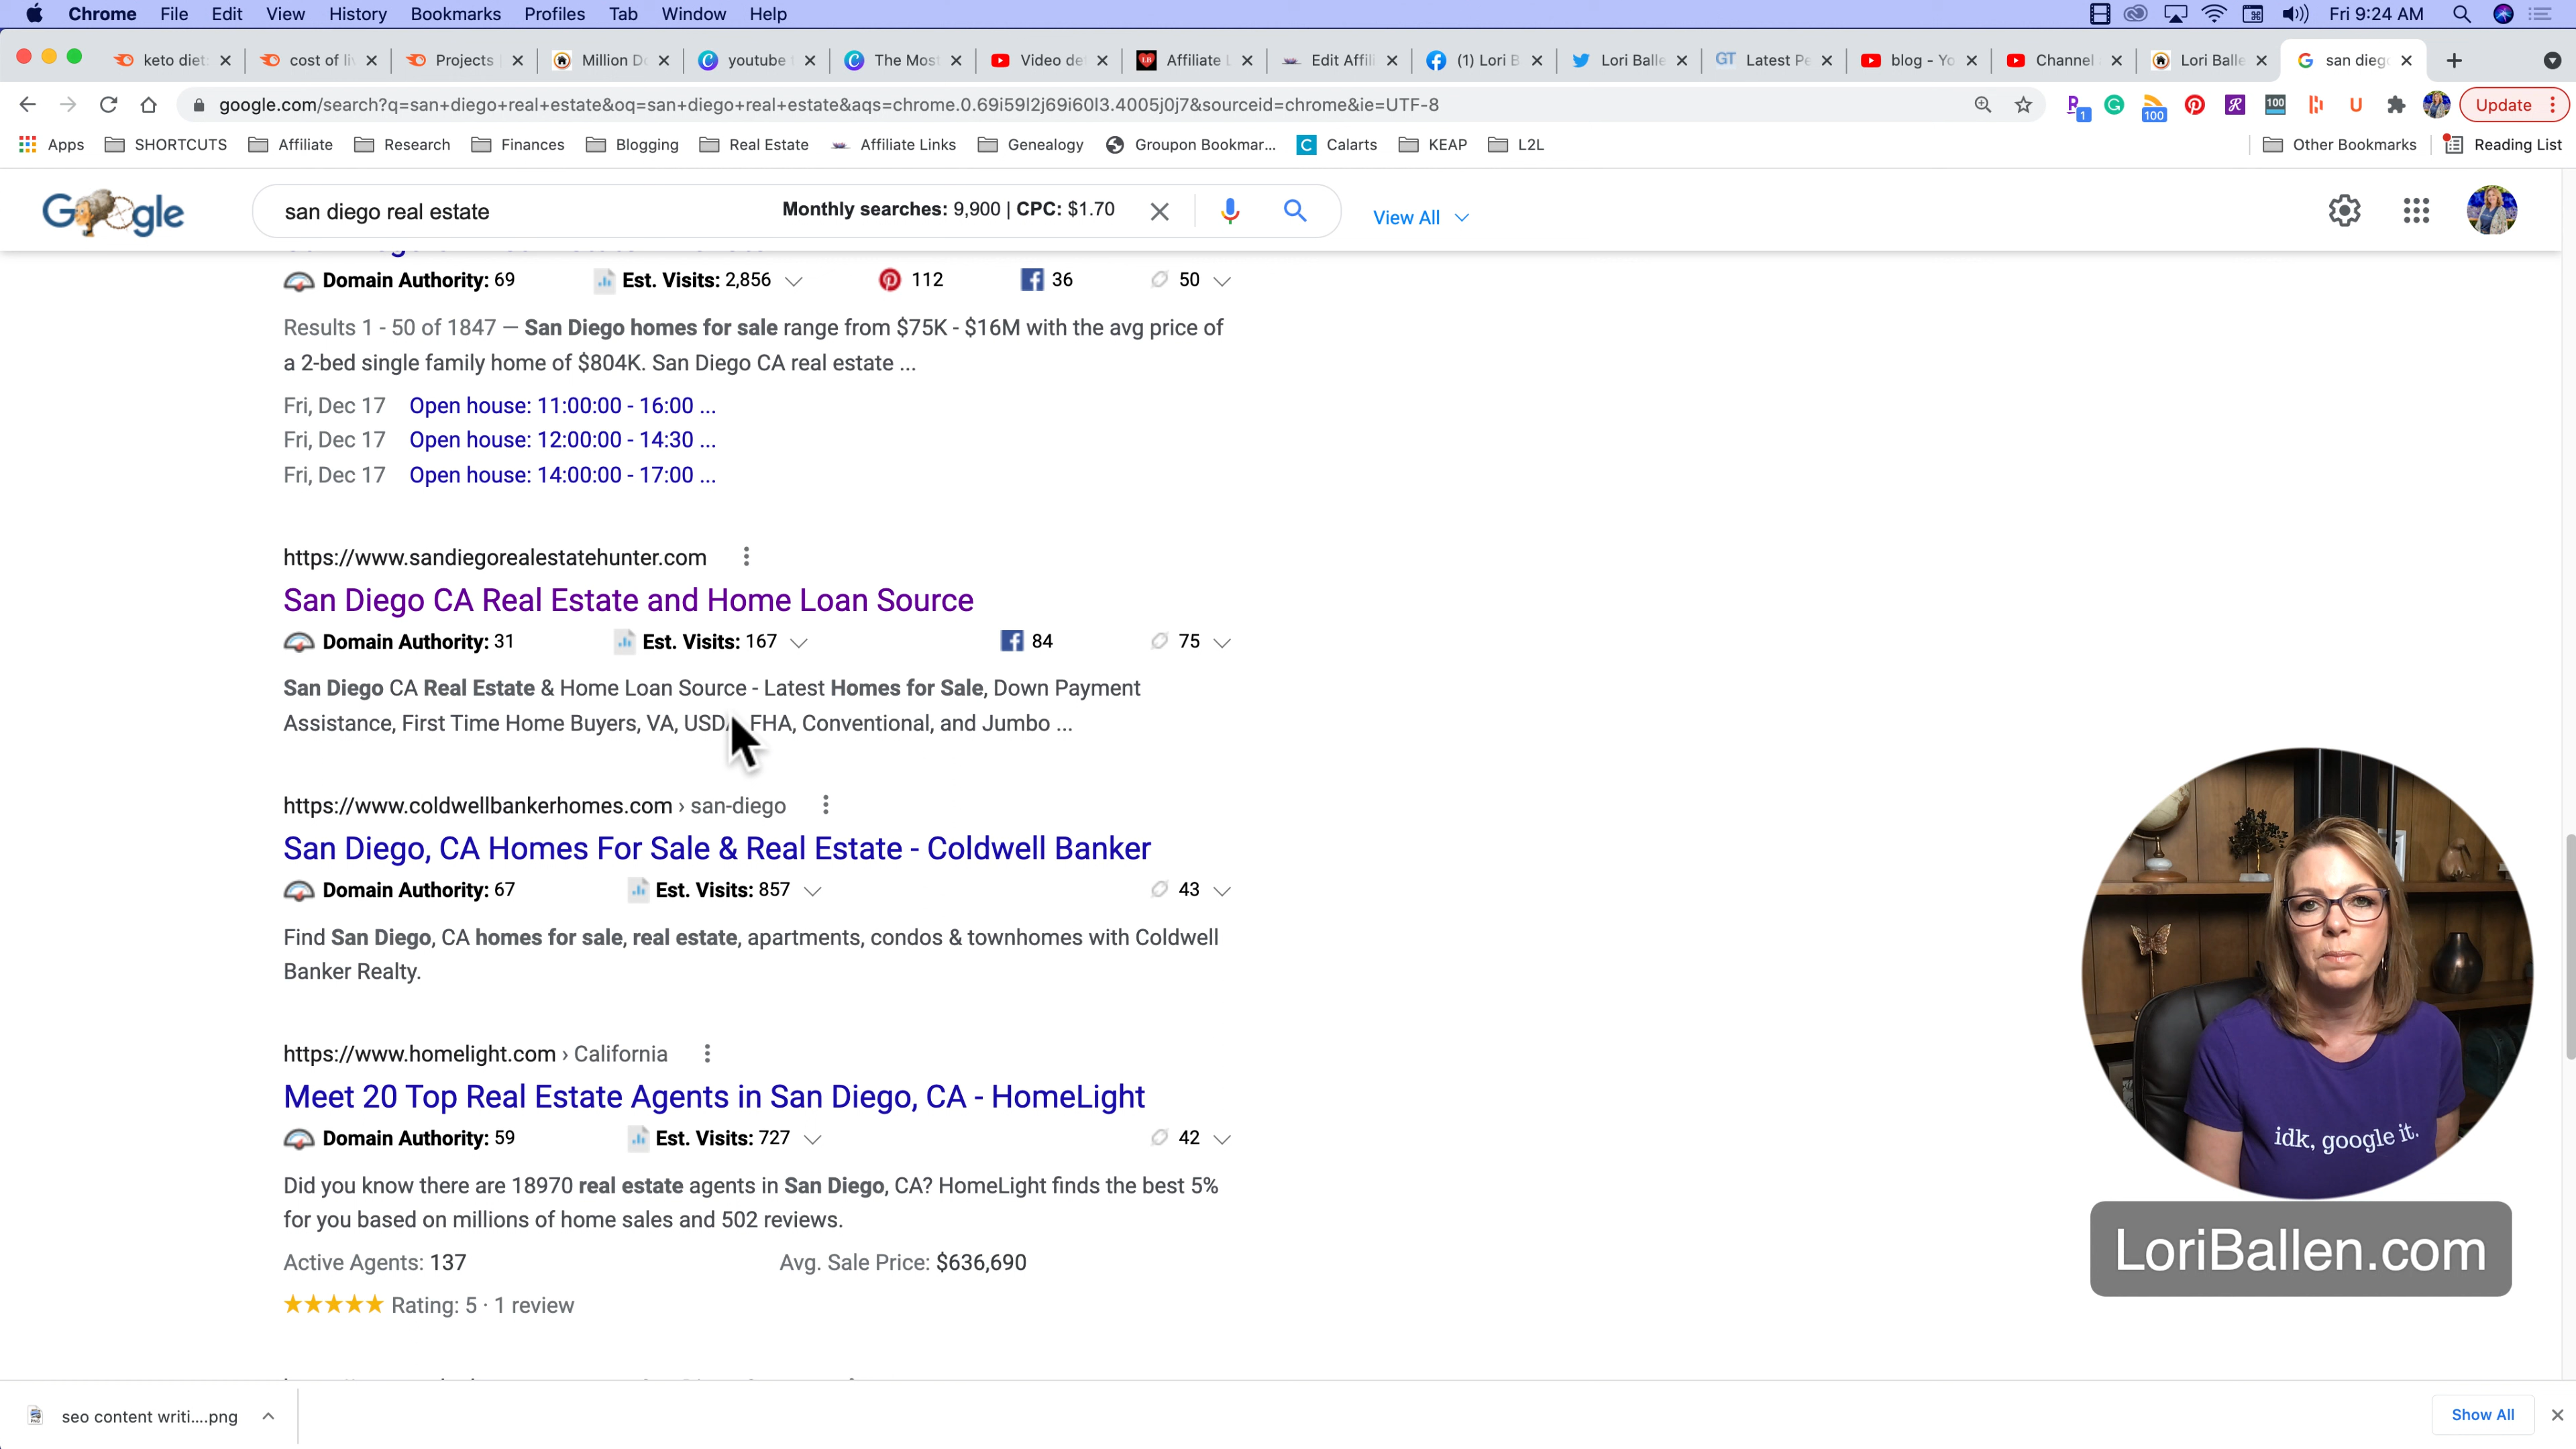 Chrome File Edit View History Bookmarks Profiles Tab Window Help Fri 9:24 AM
keto diet cost of li Projects Million D youtube The Mos Video de Affiliate L Edit Affili (1) Lori B Lori Balle Latest Pe blog - Yo Channel Lori Balle san dieg
google.com/search?q=san+diego+real+estate&oq=san+diego+real+estate&aqs=chrome.0.69i59l2j69i60l3.4005j0j7&sourceid=chrome&ie=UTF-8 1 100 100 Update
Apps SHORTCUTS Affiliate Research Finances Blogging Real Estate Affiliate Links Genealogy Groupon Bookmar... Calarts KEAP L2L Other Bookmarks Reading List
Google san diego real estate Monthly searches: 9,900 | CPC: $1.70 View All
Domain Authority: 69 Est. Visits: 2,856 112 36 50
Results 1 - 50 of 1847 — San Diego homes for sale range from $75K - $16M with the avg price of
a 2-bed single family home of $804K. San Diego CA real estate ...
Fri, Dec 17 Open house: 11:00:00 - 16:00 ...
Fri, Dec 17 Open house: 12:00:00 - 14:30 ...
Fri, Dec 17 Open house: 14:00:00 - 17:00 ...
https://www.sandiegorealestatehunter.com
San Diego CA Real Estate and Home Loan Source
Domain Authority: 31 Est. Visits: 167 84 75
San Diego CA Real Estate & Home Loan Source - Latest Homes for Sale, Down Payment
Assistance, First Time Home Buyers, VA, USDA, FHA, Conventional, and Jumbo ...
https://www.coldwellbankerhomes.com › san-diego
San Diego, CA Homes For Sale & Real Estate - Coldwell Banker
Domain Authority: 67 Est. Visits: 857 43
Find San Diego, CA homes for sale, real estate, apartments, condos & townhomes with Coldwell
Banker Realty.
https://www.homelight.com › California
Meet 20 Top Real Estate Agents in San Diego, CA - HomeLight
Domain Authority: 59 Est. Visits: 727 42
Did you know there are 18970 real estate agents in San Diego, CA? HomeLight finds the best 5%
for you based on millions of home sales and 502 reviews.
Active Agents: 137 Avg. Sale Price: $636,690
Rating: 5 · 1 review
idk, google it.
LoriBallen.com
seo content writi....png Show All